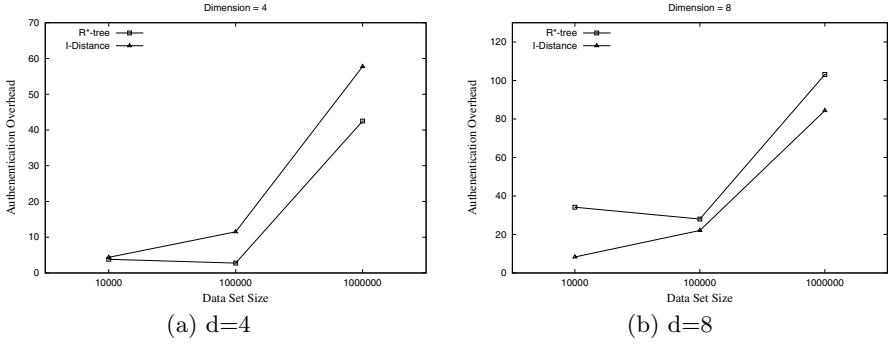 Dimension = 4
R*-tree
I-Distance
70
60
50
40
30
20
10
0
Authenentication Overhead
10000 100000 1000000
Data Set Size
(a) d=4
Dimension = 8
R*-tree
I-Distance
120
100
80
60
40
20
0
Authenentication Overhead
10000 100000 1000000
Data Set Size
(b) d=8